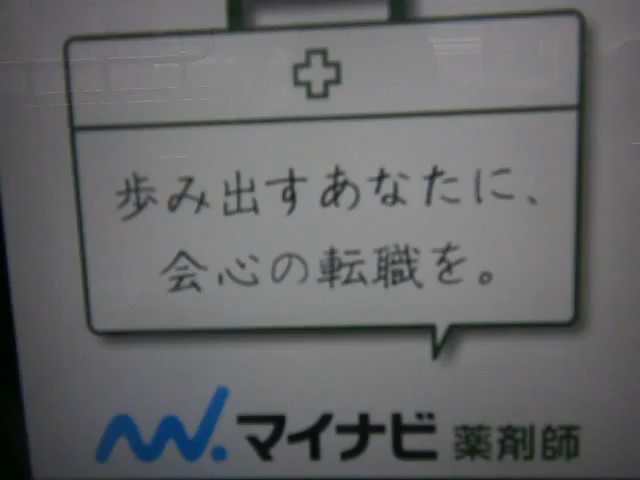 歩み出すあなたに、
会心の転職を。
マイナビ 薬剤師